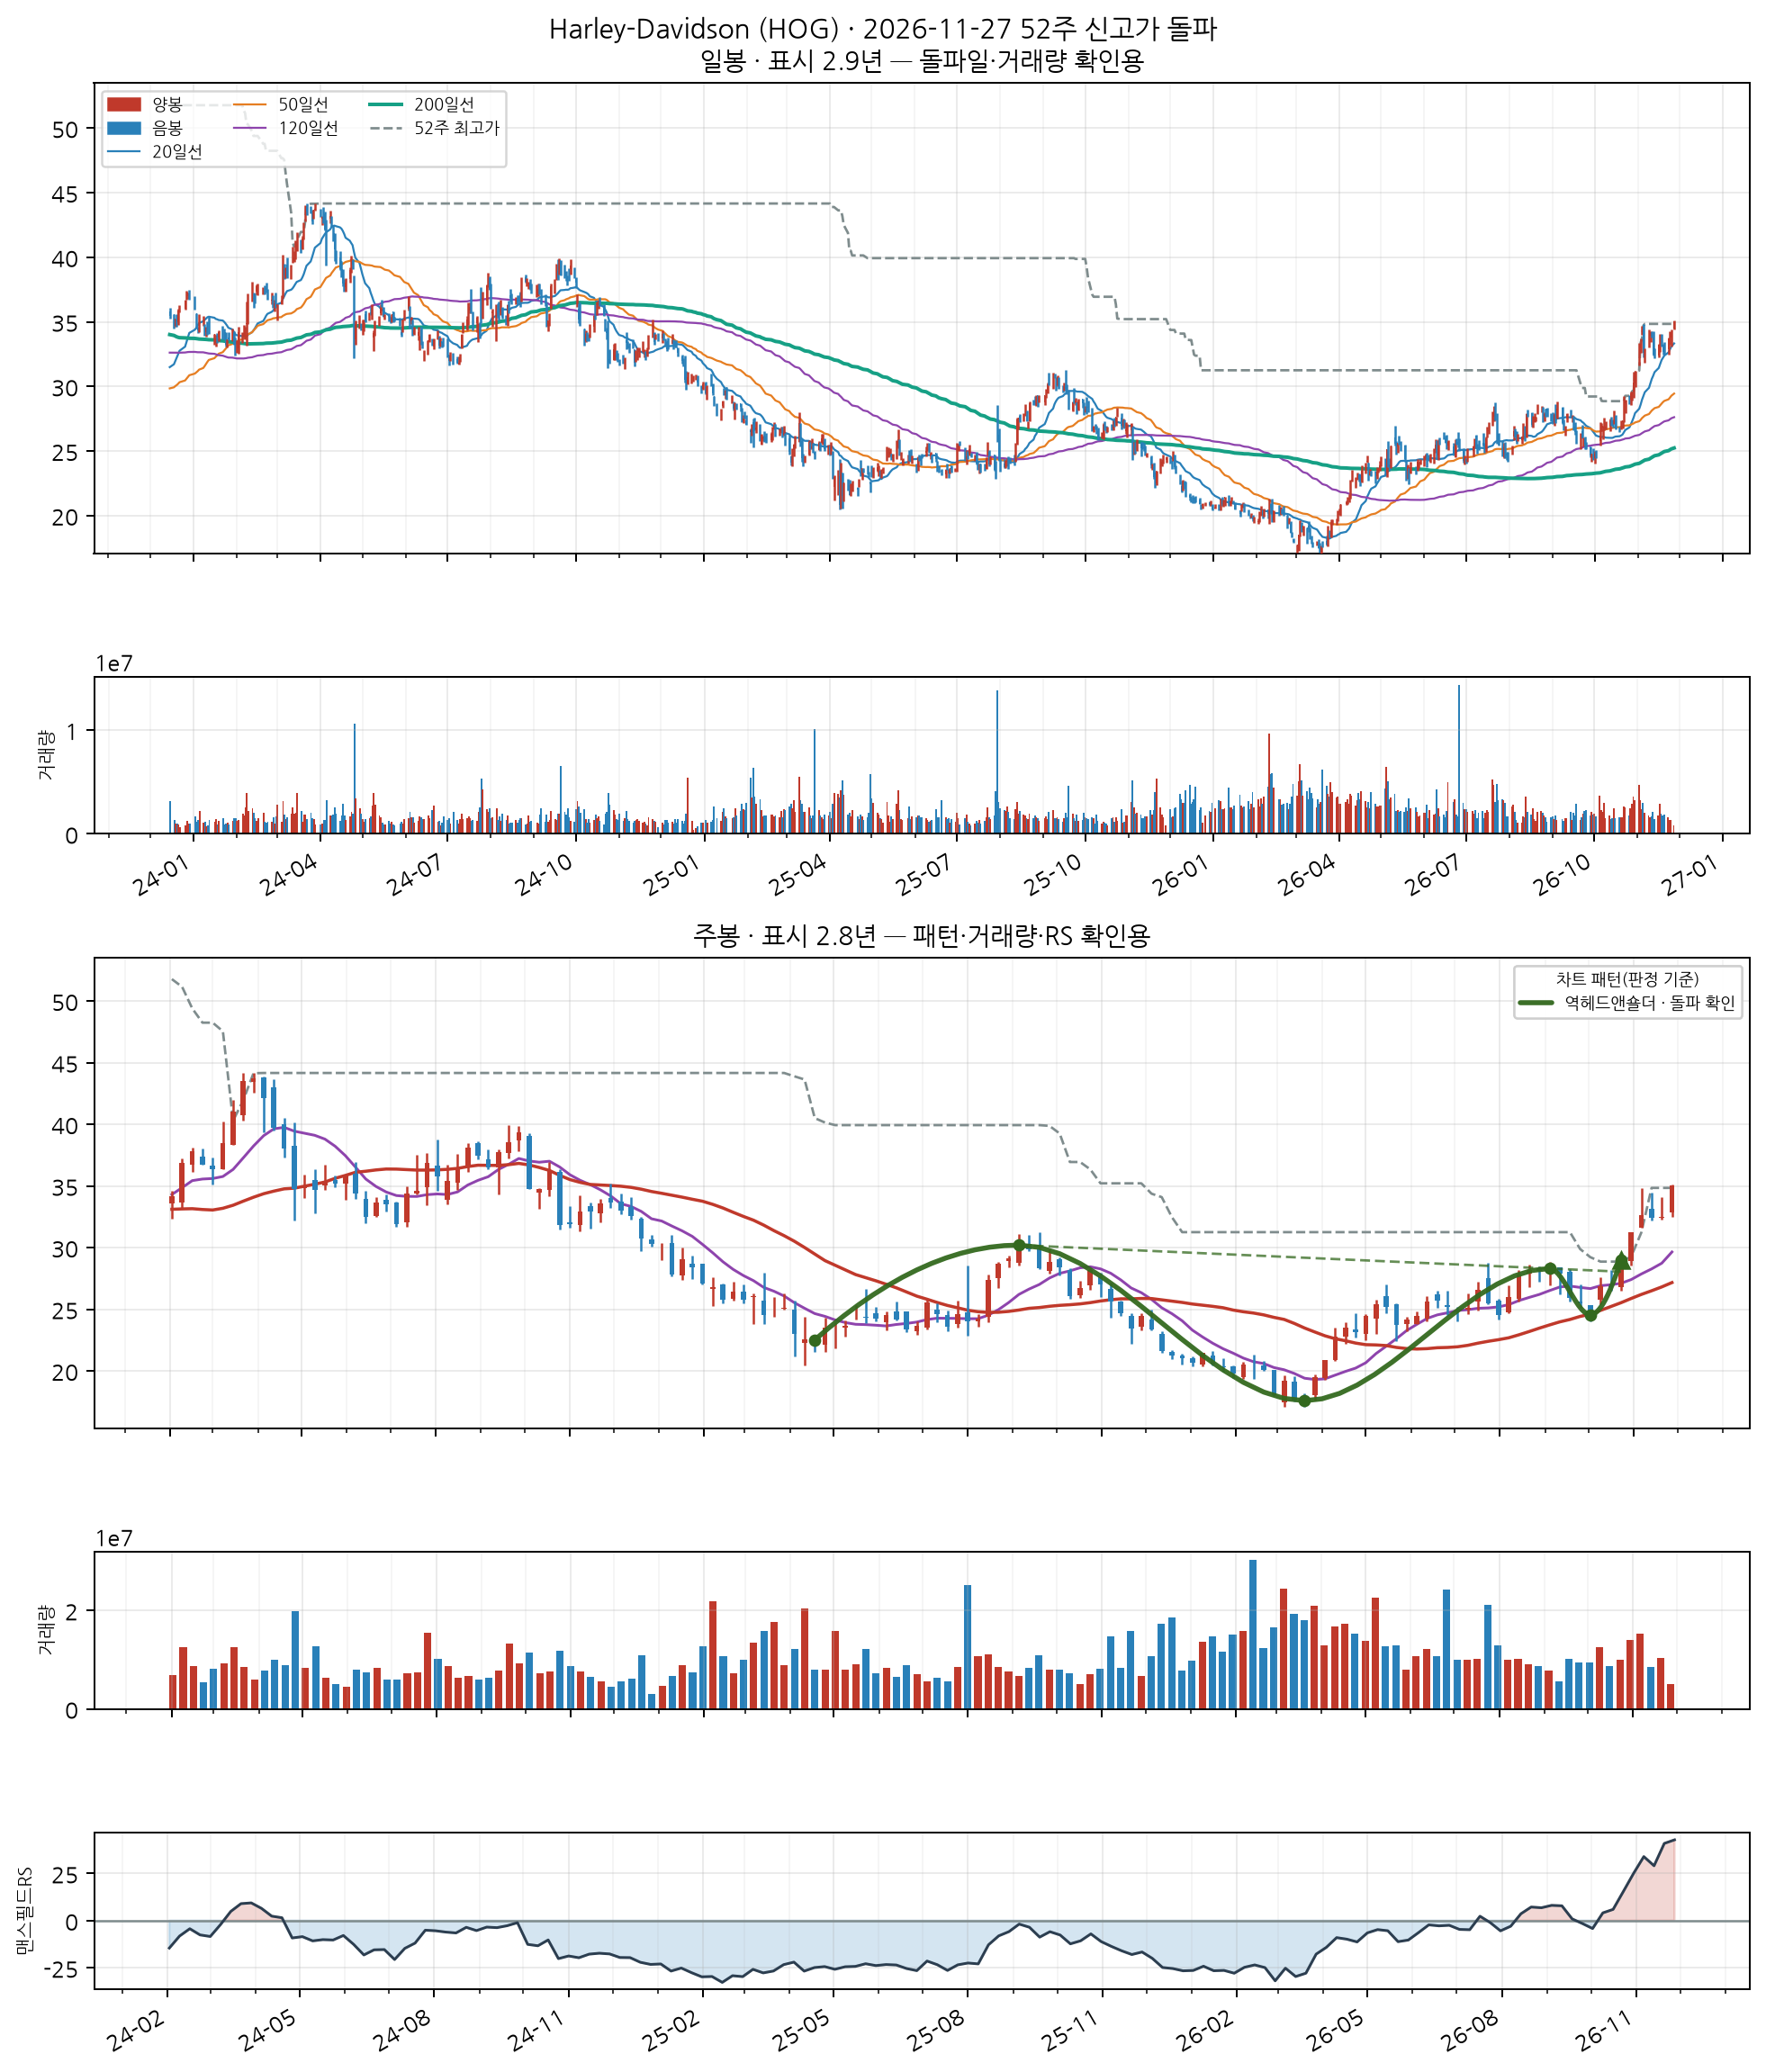 Harley-Davidson (HOG) · 2026-11-27 52주 신고가 돌파
일봉 · 표시 2.9년 — 돌파일·거래량 확인용
양봉
음봉
20일선
50일선
120일선
200일선
52주 최고가
50
45
40
35
30
25
20
1e7
거래량
1
0
24-01
24-04
24-07
24-10
25-01
25-04
25-07
25-10
26-01
26-04
26-07
26-10
27-01
주봉 · 표시 2.8년 — 패턴·거래량·RS 확인용
차트 패턴(판정 기준)
역헤드앤숄더 · 돌파 확인
50
45
40
35
30
25
20
1e7
거래량
2
0
맨스필드RS
25
0
-25
24-02
24-05
24-08
24-11
25-02
25-05
25-08
25-11
26-02
26-05
26-08
26-11